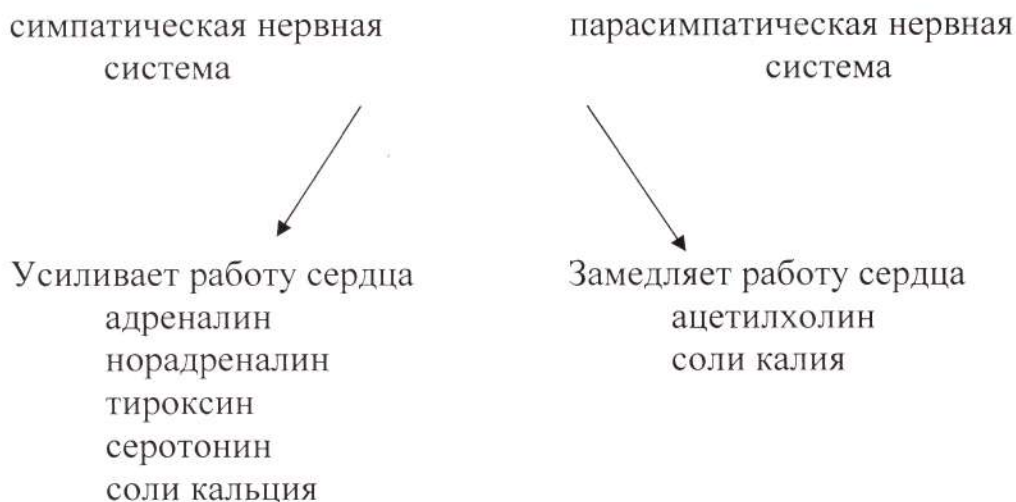 симпатическая нервная
система
парасимпатическая нервная
система
Усиливает работу сердца
адреналин
норадреналин
тироксин
серотонин
соли кальция
Замедляет работу сердца
ацетилхолин
соли калия